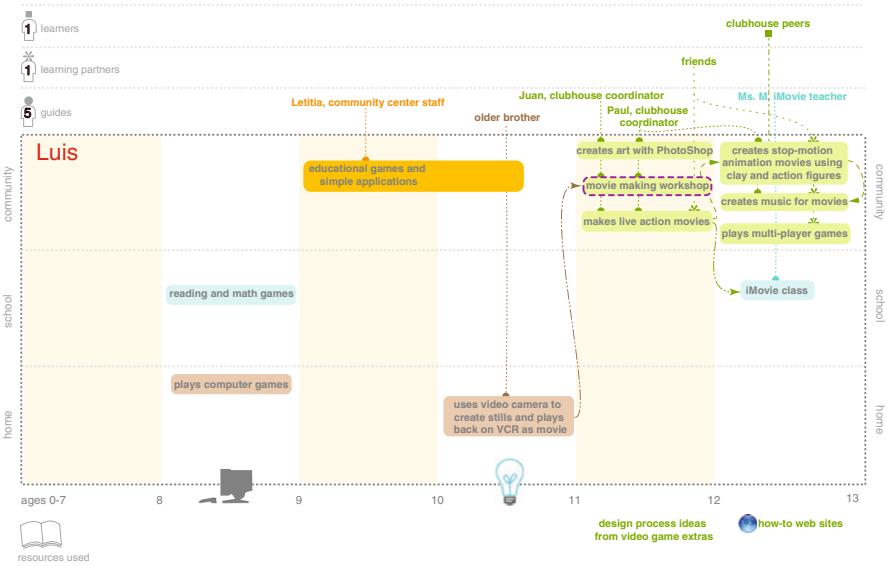 clubhouse peers
1 learners
friends
1 learning partners
Juan, clubhouse coordinator
Ms. M. iMovie teacher
Letitia, community center staff
Paul, clubhouse
coordinator
5 guides
older brother
Luis
community
creates art with PhotoShop
creates stop-motion
animation movies using
clay and action figures
educational games and
simple applications
movie making workshop
creates music for movies
makes live action movies
plays multi-player games
community
school
reading and math games
iMovie class
school
home
plays computer games
uses video camera to
create stills and plays
back on VCR as movie
home
ages 0-7
8
9
10
11
12
13
design process ideas
from video game extras
how-to web sites
resources used